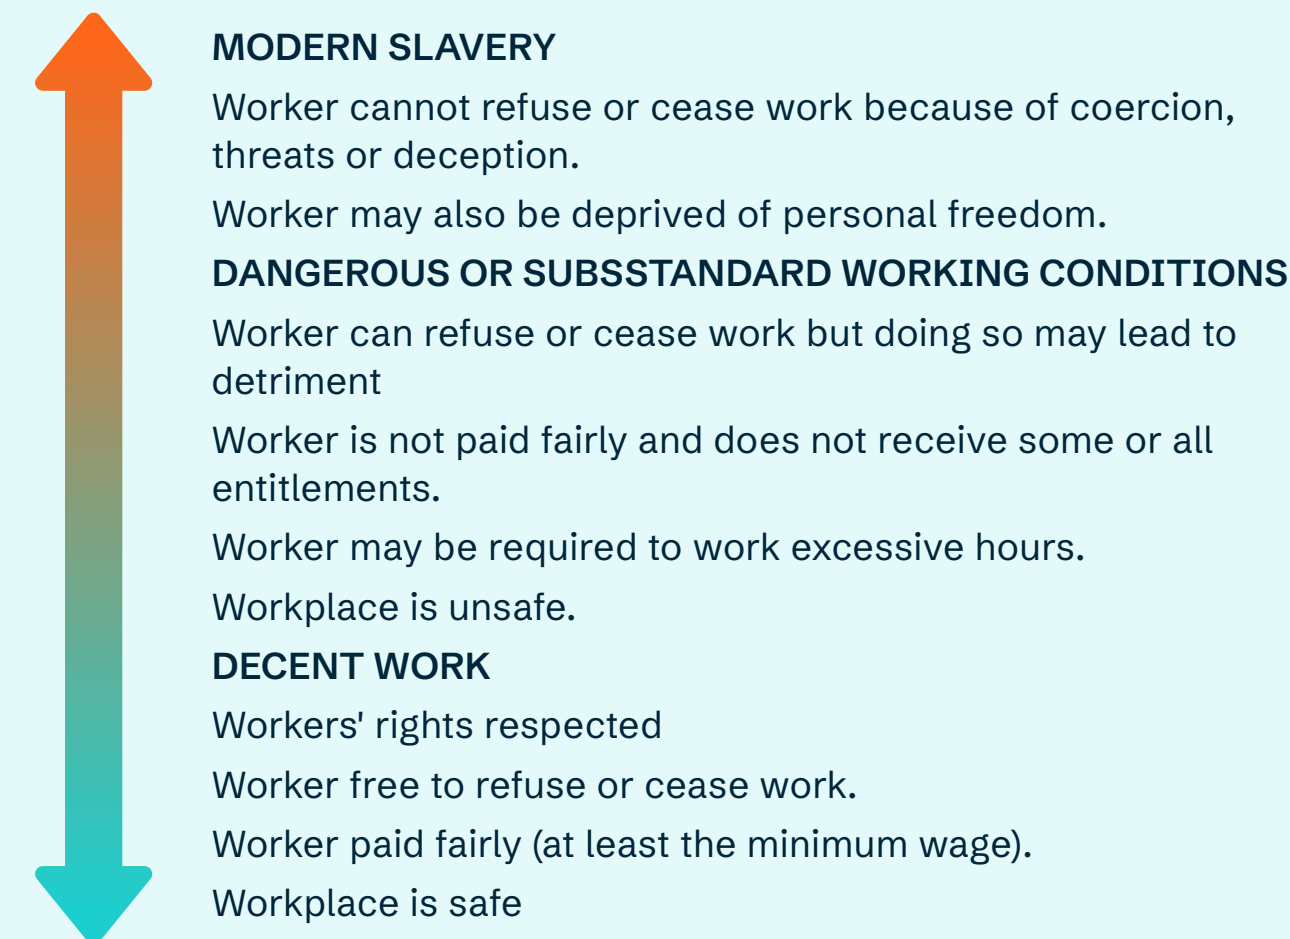 MODERN SLAVERY
Worker cannot refuse or cease work because of coercion,
threats or deception.
Worker may also be deprived of personal freedom.
DANGEROUS OR SUBSSTANDARD WORKING CONDITIONS
Worker can refuse or cease work but doing so may lead to
detriment
Worker is not paid fairly and does not receive some or all
entitlements.
Worker may be required to work excessive hours.
Workplace is unsafe.
DECENT WORK
Workers' rights respected
Worker free to refuse or cease work.
Worker paid fairly (at least the minimum wage).
Workplace is safe